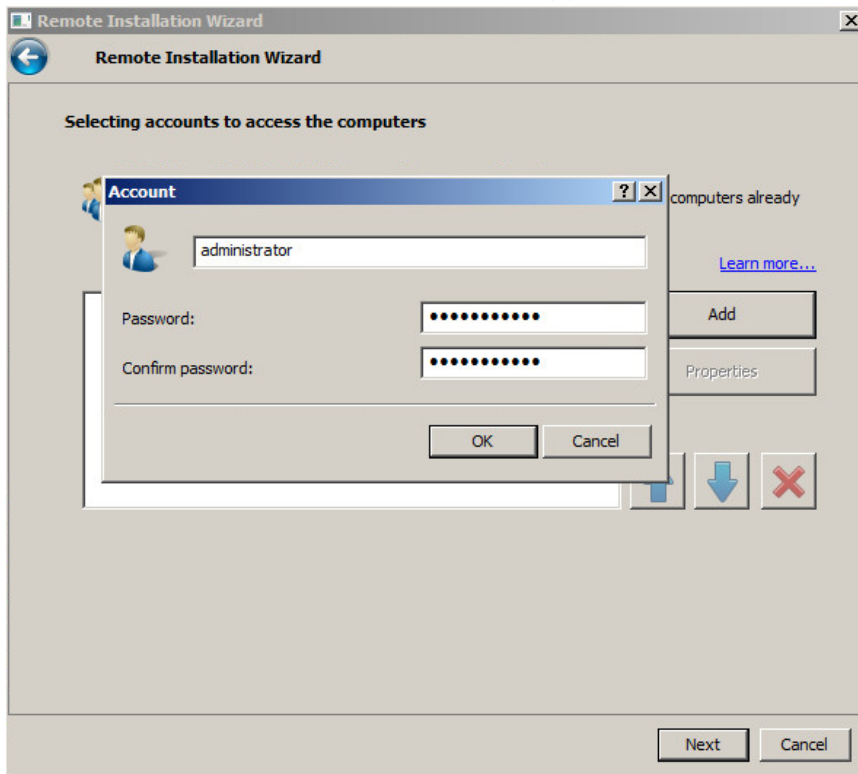 Remote Installation Wizard
Remote Installation Wizard
Selecting accounts to access the computers
Account
computers already
administrator
Learn more...
Password: •••••••••••
Add
Confirm password: •••••••••••
Properties
OK Cancel
Next Cancel